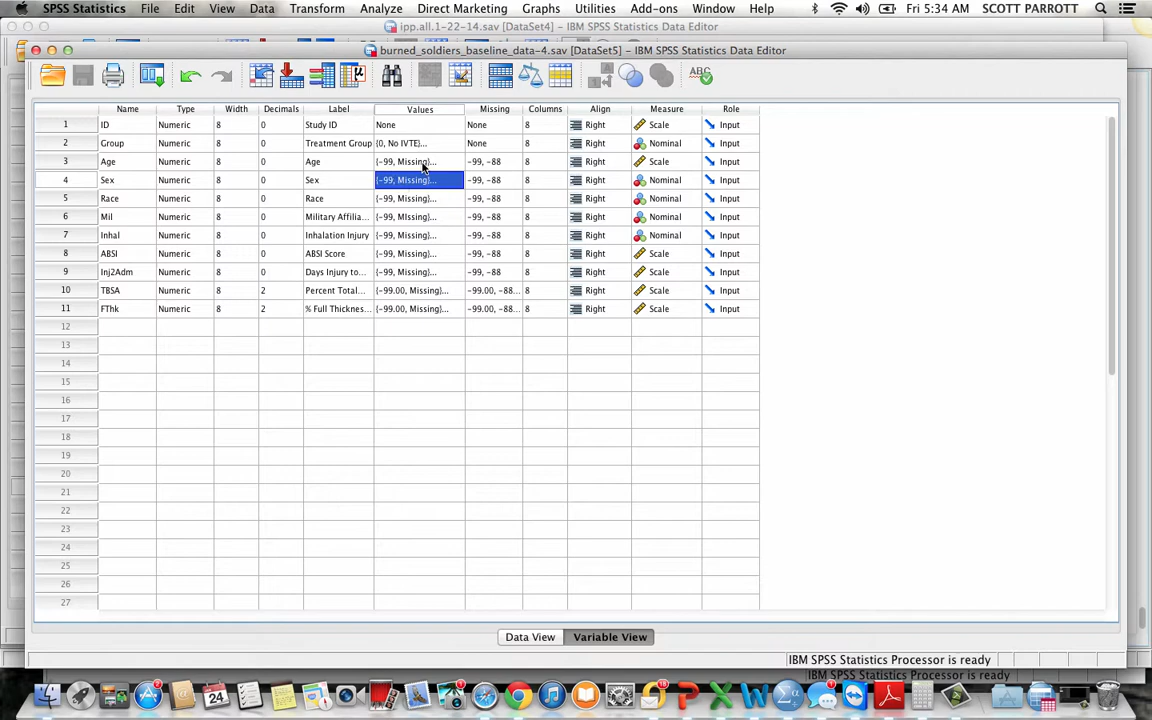 SPSS Statistics File Edit View Data Transform Analyze Direct Marketing Graphs Utilities Add-ons Window Help Fri 5:34 AM SCOTT PARROTT
ipp.all.1-22-14.sav [DataSet4] – IBM SPSS Statistics Data Editor
burned_soldiers_baseline_data-4.sav [DataSet5] – IBM SPSS Statistics Data Editor
Name Type Width Decimals Label Values Missing Columns Align Measure Role
1 ID Numeric 8 0 Study ID None None 8 Right Scale Input
2 Group Numeric 8 0 Treatment Group {0, No IVTE}... None 8 Right Nominal Input
3 Age Numeric 8 0 Age {-99, Missing}... -99, -88 8 Right Scale Input
4 Sex Numeric 8 0 Sex {-99, Missing}... -99, -88 8 Right Nominal Input
5 Race Numeric 8 0 Race {-99, MIssing}... -99, -88 8 Right Nominal Input
6 Mil Numeric 8 0 Military Affilia... {-99, Missing}... -99, -88 8 Right Nominal Input
7 Inhal Numeric 8 0 Inhalation Injury {-99, Missing}... -99, -88 8 Right Nominal Input
8 ABSI Numeric 8 0 ABSI Score {-99, Missing}... -99, -88 8 Right Scale Input
9 Inj2Adm Numeric 8 0 Days Injury to... {-99, Missing}... -99, -88 8 Right Scale Input
10 TBSA Numeric 8 2 Percent Total... {-99.00, Missing}... -99.00, -88... 8 Right Scale Input
11 FThk Numeric 8 2 % Full Thicknes... {-99.00, Missing}... -99.00, -88... 8 Right Scale Input
12
13
14
15
16
17
18
19
20
21
22
23
24
25
26
27
Data View Variable View
IBM SPSS Statistics Processor is ready
Processor is ready